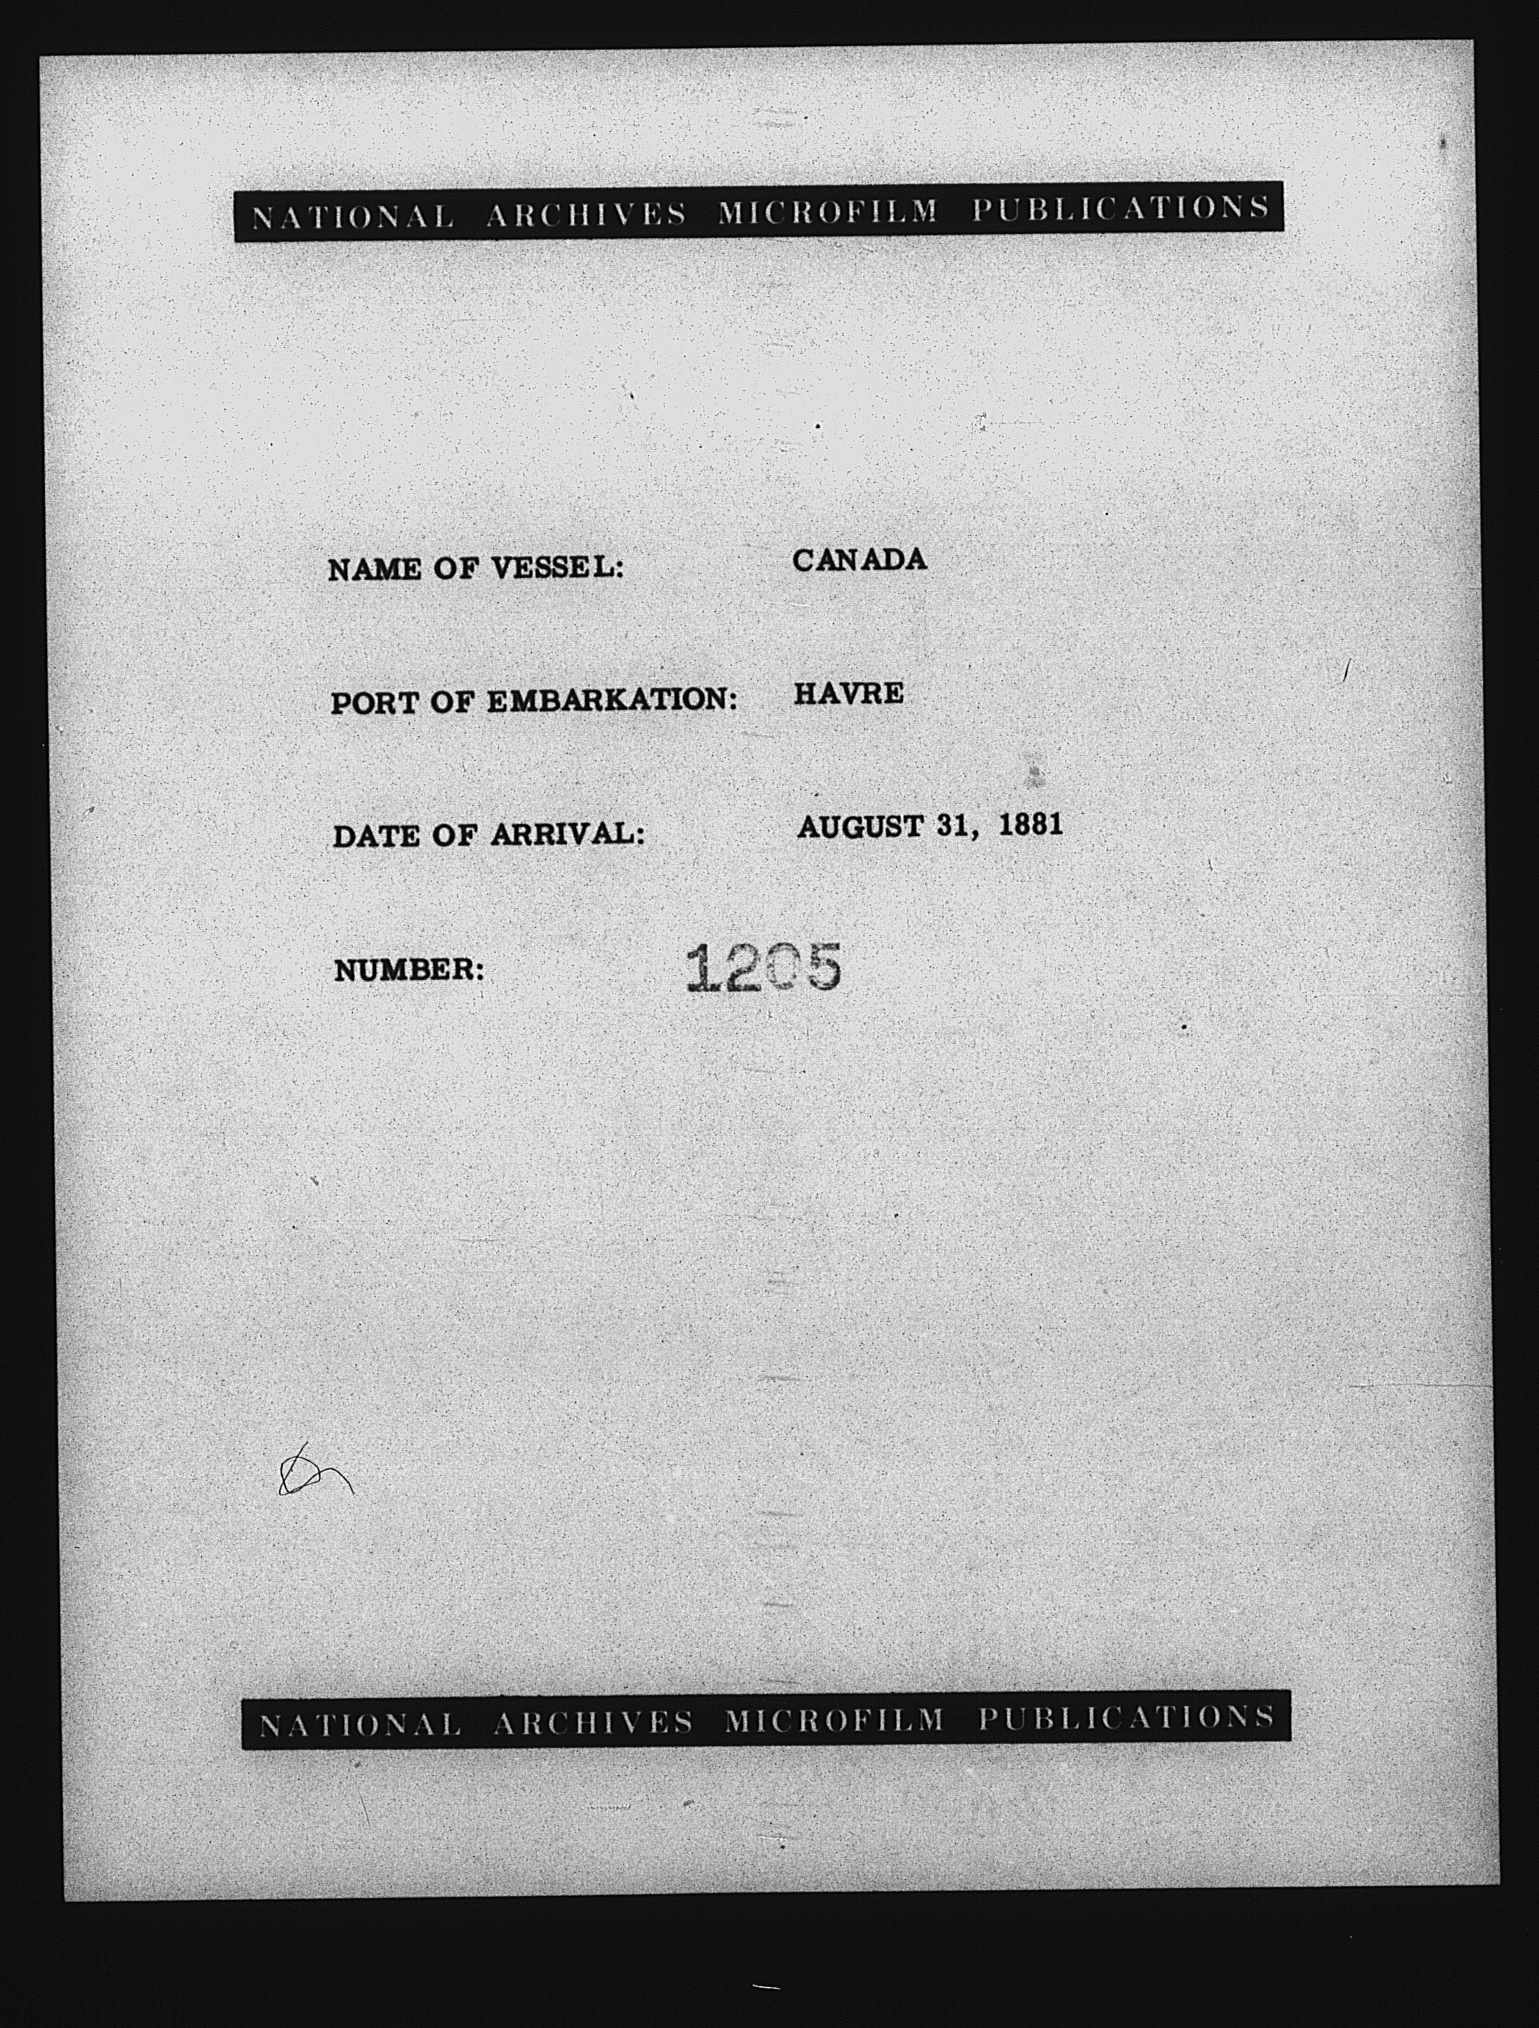 NATIONAL ARCHIVES MICROFILM PUBLICATIONS
NAME OF VESSEL: CANADA
PORT OF EMBARKATION: HAVRE
DATE OF ARRIVAL: AUGUST 31, 1881
NUMBER: 1205
NATIONAL ARCHIVES MICROFILM PUBLICATIONS